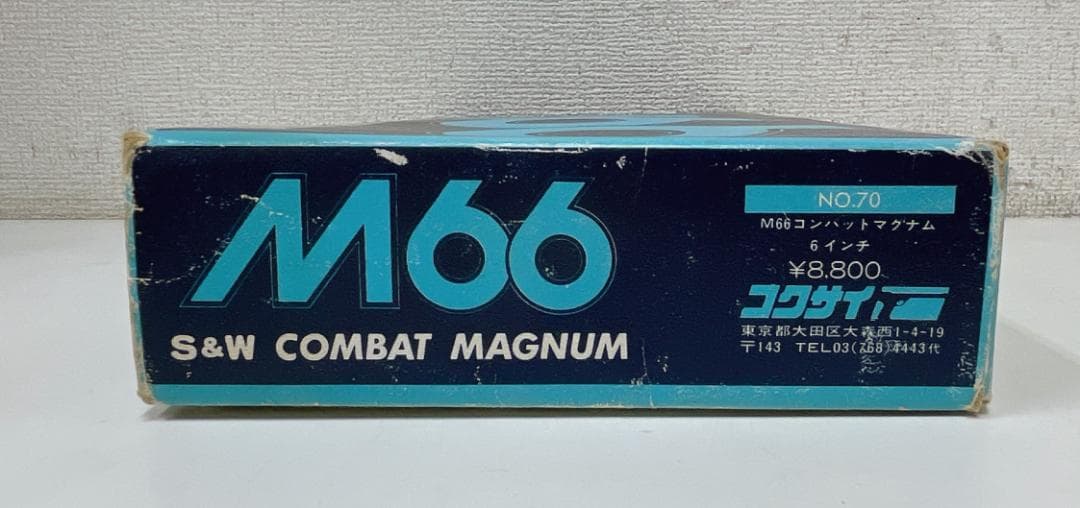 M66
S&W COMBAT MAGNUM
NO.70
M66コンバットマグナム
6インチ
¥8,800
コクサイ
東京都大田区大森西1-4-19
〒143 TEL03(768)4443代